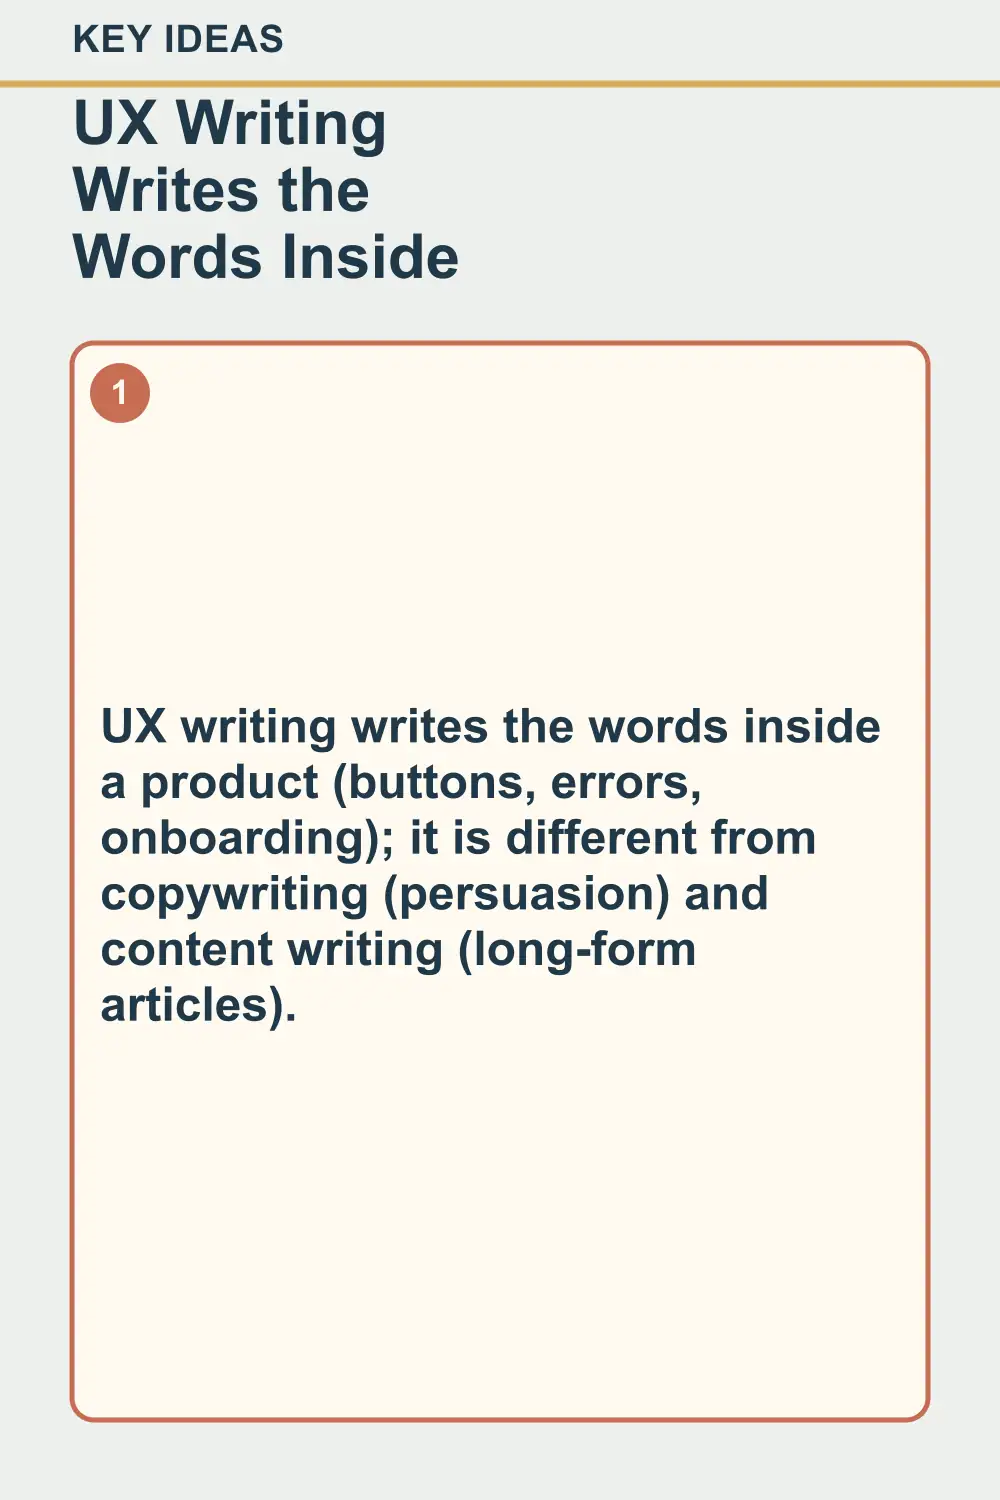 KEY IDEAS
UX Writing
Writes the
Words Inside
1
UX writing writes the words inside
a product (buttons, errors,
onboarding); it is different from
copywriting (persuasion) and
content writing (long-form
articles).